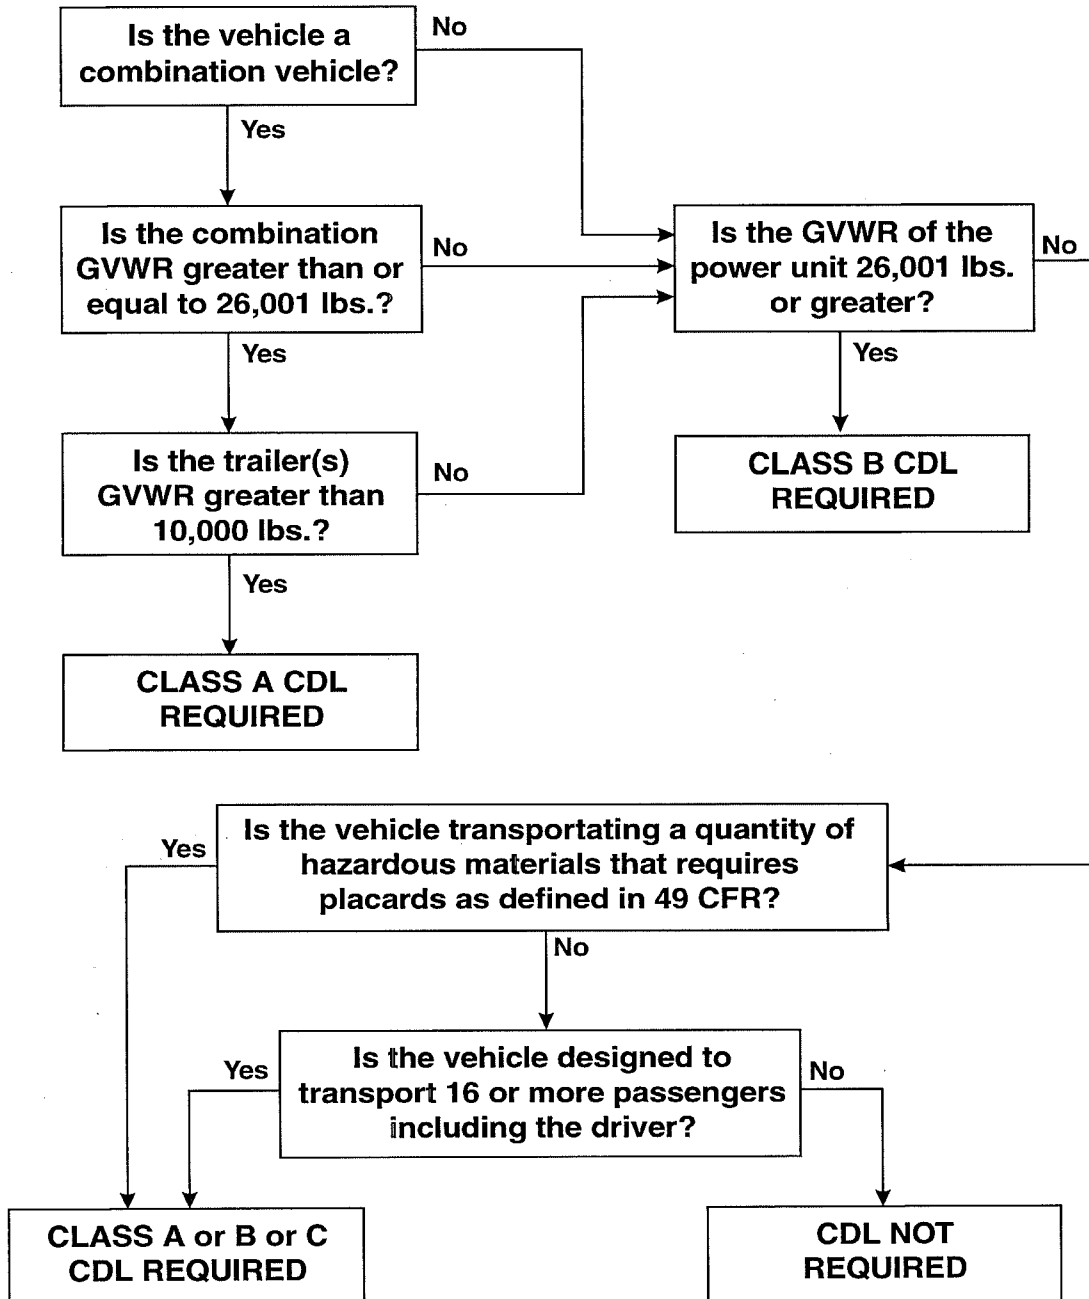 Is the vehicle a
combination vehicle?
No
Yes
Is the combination
GVWR greater than or
equal to 26,001 lbs.?
No
Is the GVWR of the
power unit 26,001 lbs.
or greater?
No
Yes
Yes
Is the trailer(s)
GVWR greater than
10,000 lbs.?
No
CLASS B CDL
REQUIRED
Yes
CLASS A CDL
REQUIRED
Is the vehicle transportating a quantity of
hazardous materials that requires
placards as defined in 49 CFR?
Yes
No
Is the vehicle designed to
transport 16 or more passengers
including the driver?
Yes
No
CLASS A or B or C
CDL REQUIRED
CDL NOT
REQUIRED